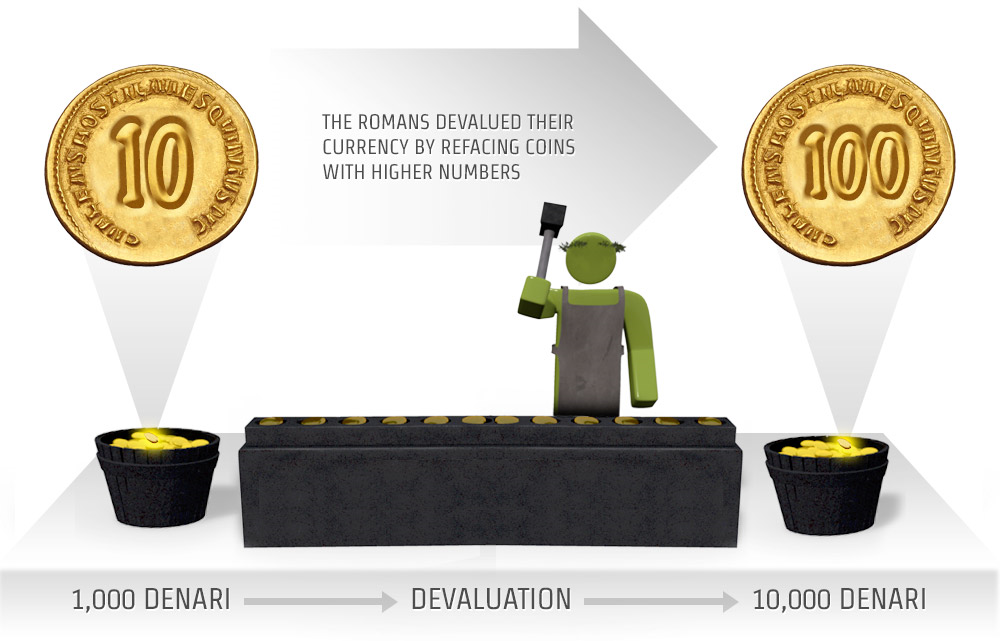 10
THE ROMANS DEVALUED THEIR
CURRENCY BY REFACING COINS
WITH HIGHER NUMBERS
100
1,000 DENARI
DEVALUATION
10,000 DENARI